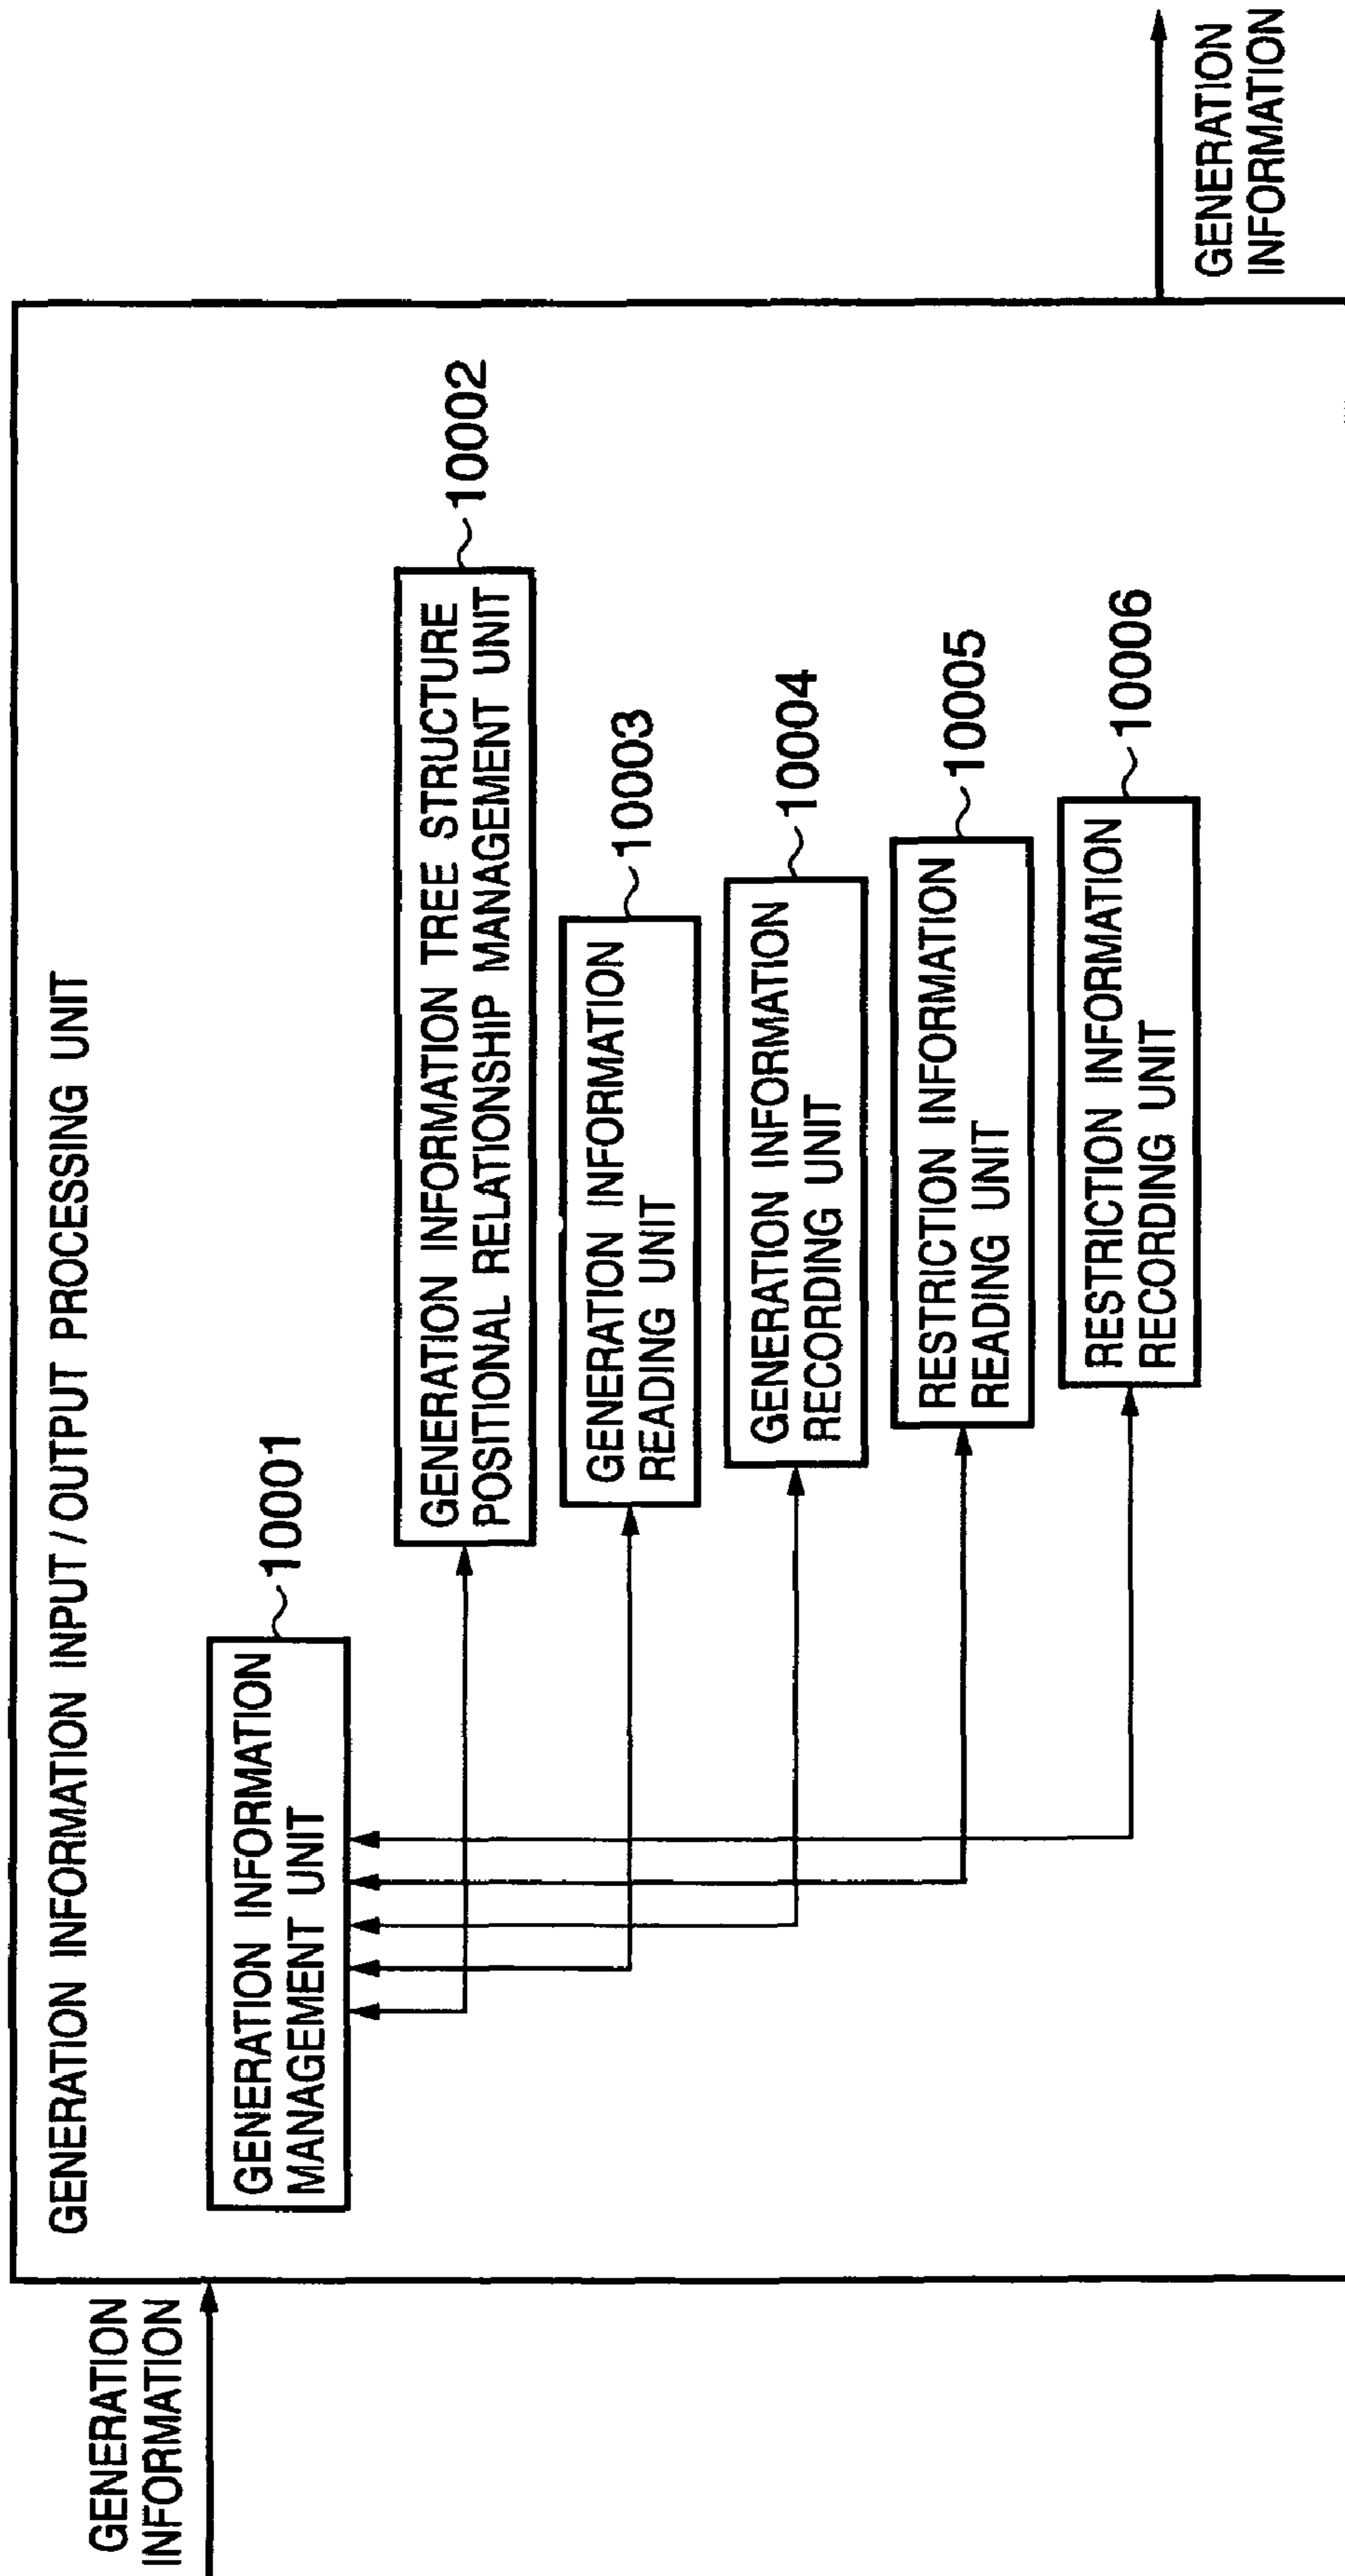 GENERATION INFORMATION INPUT / OUTPUT PROCESSING UNIT
GENERATION
INFORMATION
GENERATION INFORMATION
MANAGEMENT UNIT
10001
GENERATION INFORMATION TREE STRUCTURE
POSITIONAL RELATIONSHIP MANAGEMENT UNIT
10002
GENERATION INFORMATION
READING UNIT
10003
GENERATION INFORMATION
RECORDING UNIT
10004
RESTRICTION INFORMATION
READING UNIT
10005
RESTRICTION INFORMATION
RECORDING UNIT
10006
GENERATION
INFORMATION